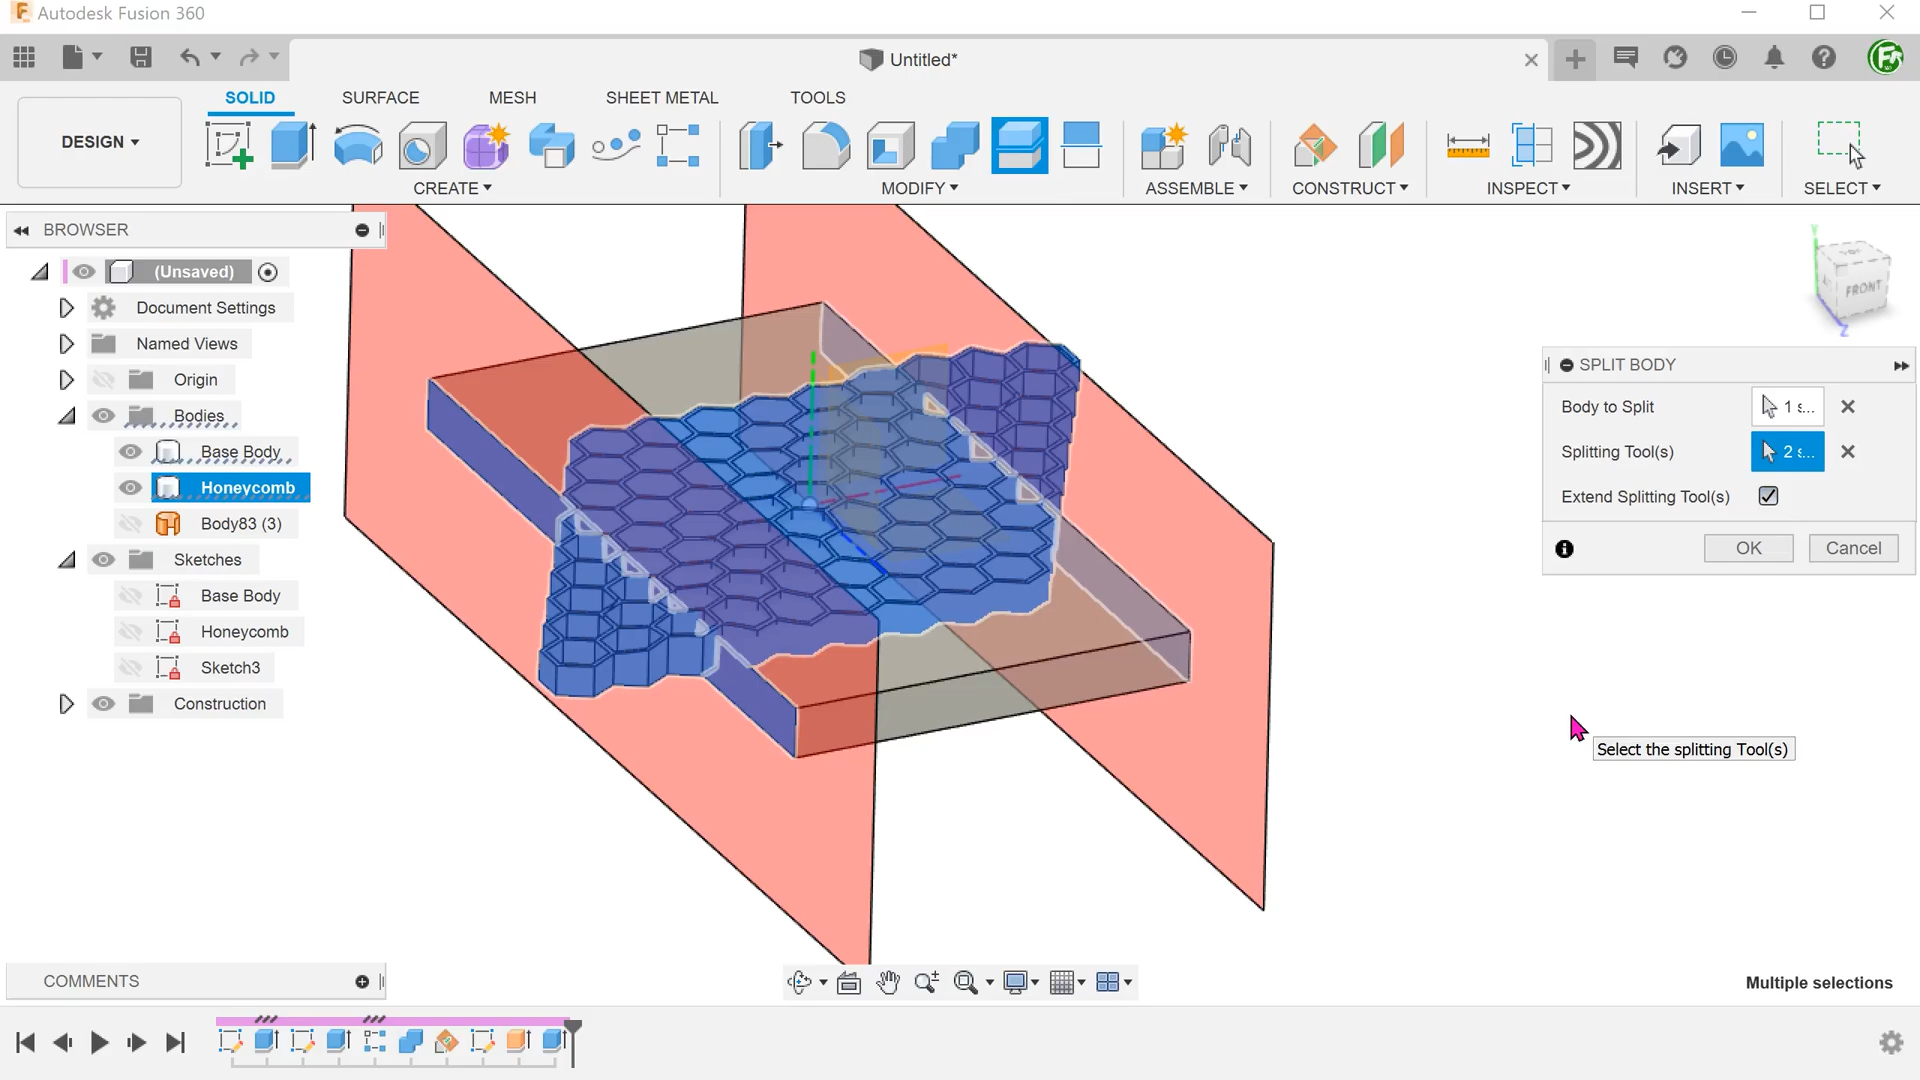 Autodesk Fusion 360
Untitled*
SOLID
SURFACE
MESH
SHEET METAL
TOOLS
DESIGN
CREATE
MODIFY
ASSEMBLE
CONSTRUCT
INSPECT
INSERT
SELECT
BROWSER
(Unsaved)
Document Settings
Named Views
Origin
Bodies
Base Body
Honeycomb
Body83 (3)
Sketches
Base Body
Honeycomb
Sketch3
Construction
FRONT
SPLIT BODY
Body to Split
1 s...
Splitting Tool(s)
2 s...
Extend Splitting Tool(s)
OK
Cancel
Select the splitting Tool(s)
COMMENTS
Multiple selections